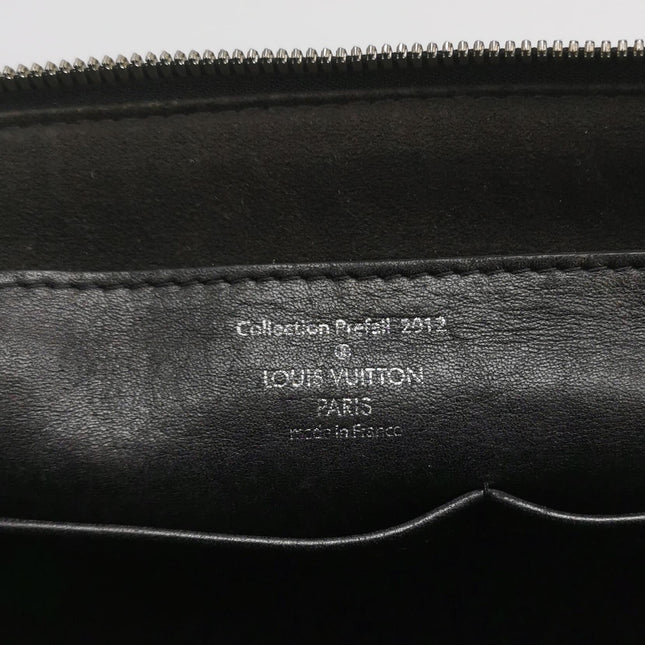 Collection Prefall 2012
®
LOUIS VUITTON
PARIS
made in France